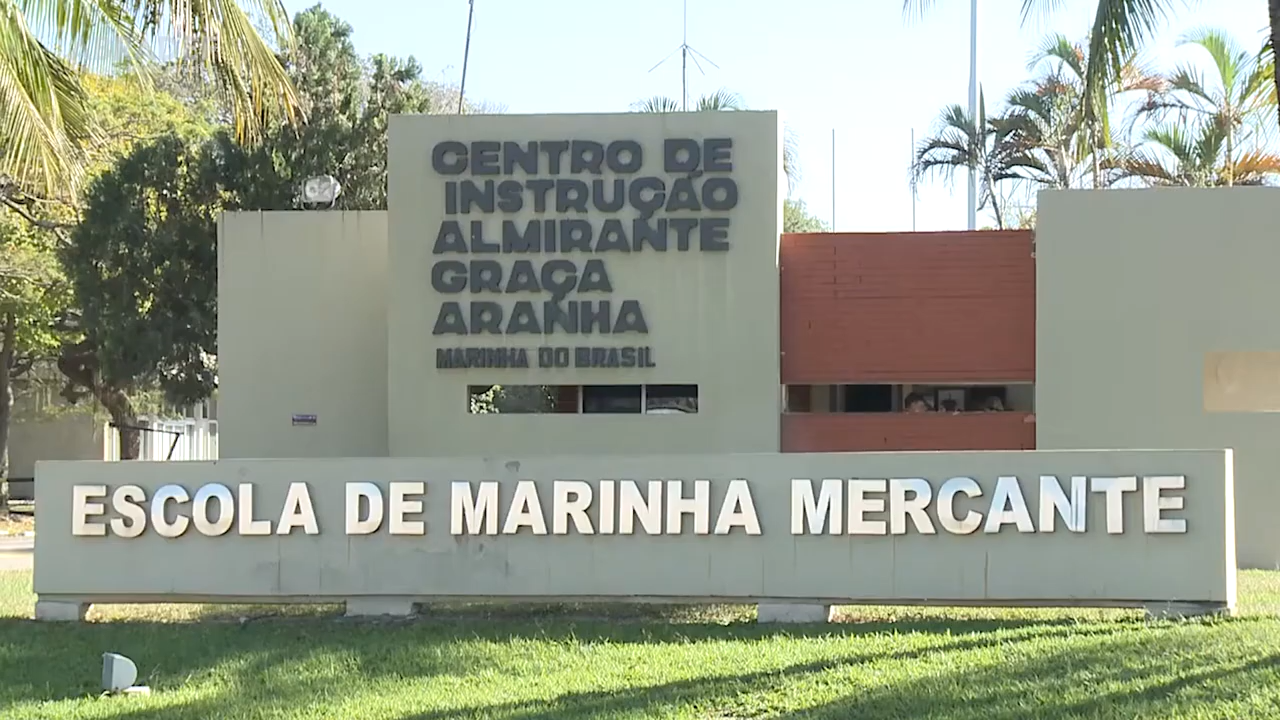 CENTRO DE
INSTRUÇÃO
ALMIRANTE
GRAÇA
ARANHA
MARINHA DO BRASIL
ESCOLA DE MARINHA MERCANTE